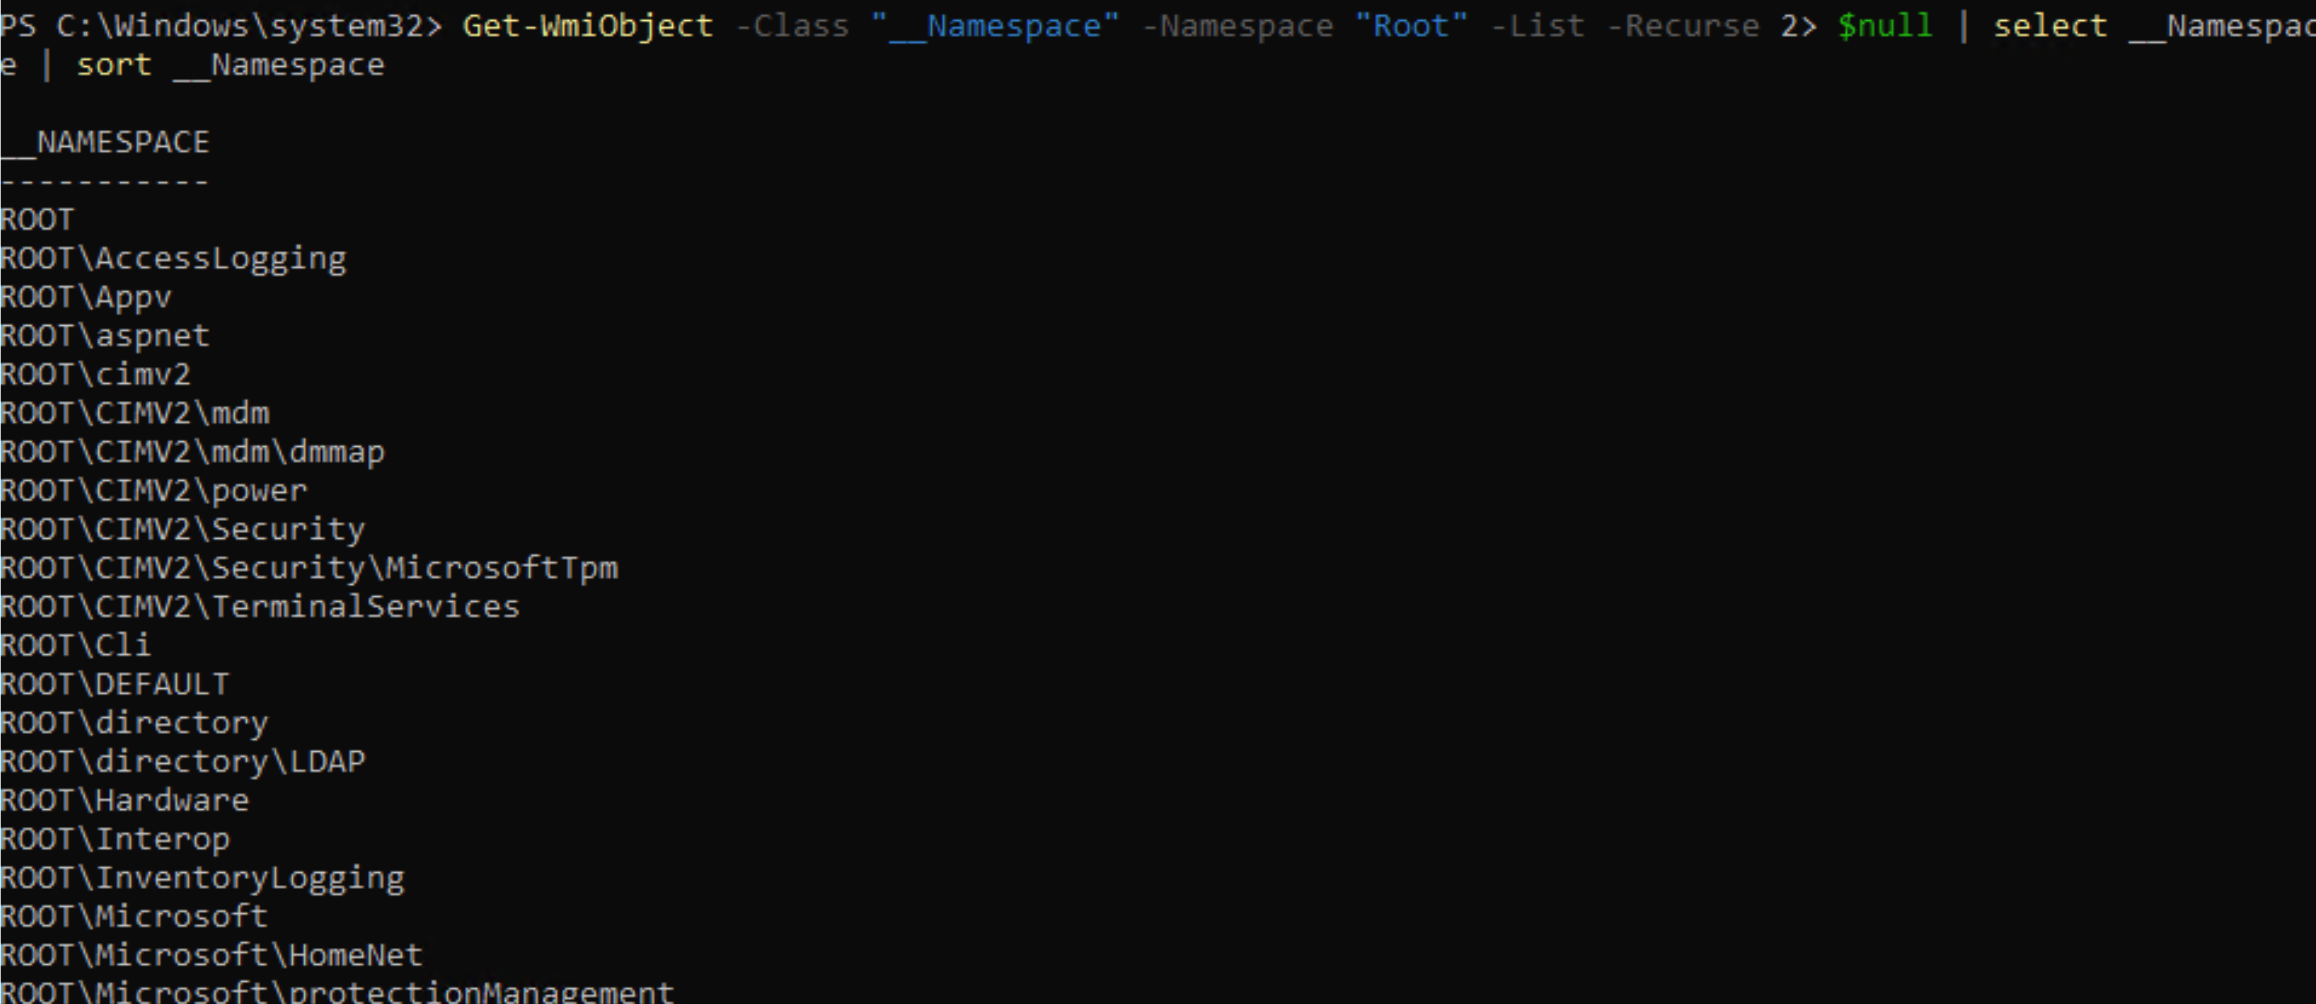 PS C:\Windows\system32> Get-WmiObject -Class "__Namespace" -Namespace "Root" -List -Recurse 2> $null | select __Namespac
e | sort __Namespace
__NAMESPACE
-----------
ROOT
ROOT\AccessLogging
ROOT\Appv
ROOT\aspnet
ROOT\cimv2
ROOT\CIMV2\mdm
ROOT\CIMV2\mdm\dmmap
ROOT\CIMV2\power
ROOT\CIMV2\Security
ROOT\CIMV2\Security\MicrosoftTpm
ROOT\CIMV2\TerminalServices
ROOT\Cli
ROOT\DEFAULT
ROOT\directory
ROOT\directory\LDAP
ROOT\Hardware
ROOT\Interop
ROOT\InventoryLogging
ROOT\Microsoft
ROOT\Microsoft\HomeNet
ROOT\Microsoft\protectionManagement